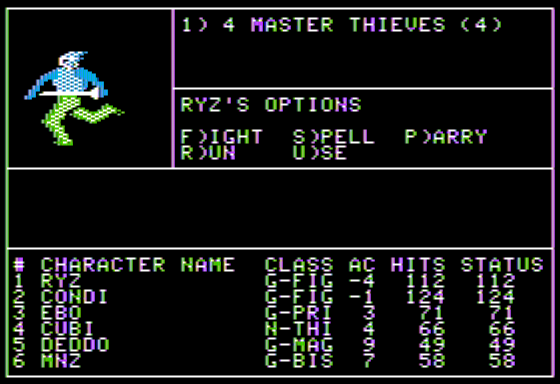 1) 4 MASTER THIEVES (4)
RYZ'S OPTIONS
F)IGHT S)PELL P)ARRY
R)UN U)SE
# CHARACTER NAME CLASS AC HITS STATUS
1 RYZ G-FIG -4 112 112
2 CONDI G-FIG -1 124 124
3 EBO G-PRI 3 71 71
4 CUBI N-THI 4 66 66
5 DEDDO G-MAG 9 49 49
6 MNZ G-BIS 7 58 58